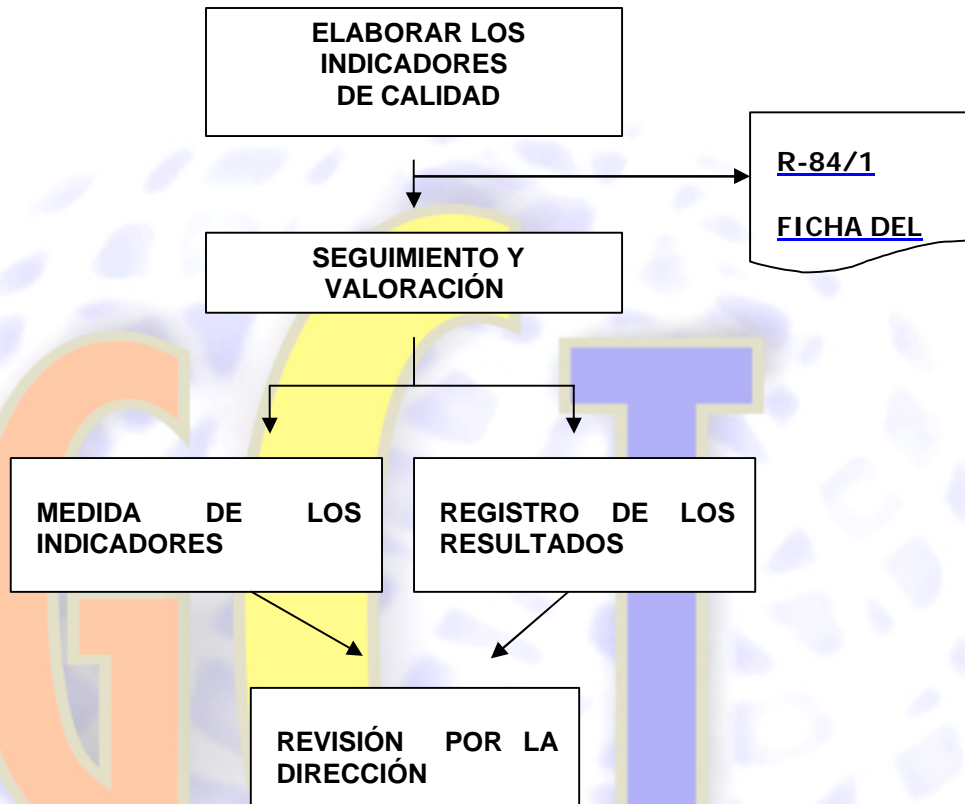 ELABORAR LOS
INDICADORES
DE CALIDAD
R-84/1
FICHA DEL
SEGUIMIENTO Y
VALORACIÓN
MEDIDA DE LOS
INDICADORES
REGISTRO DE LOS
RESULTADOS
REVISIÓN POR LA
DIRECCIÓN
GCI